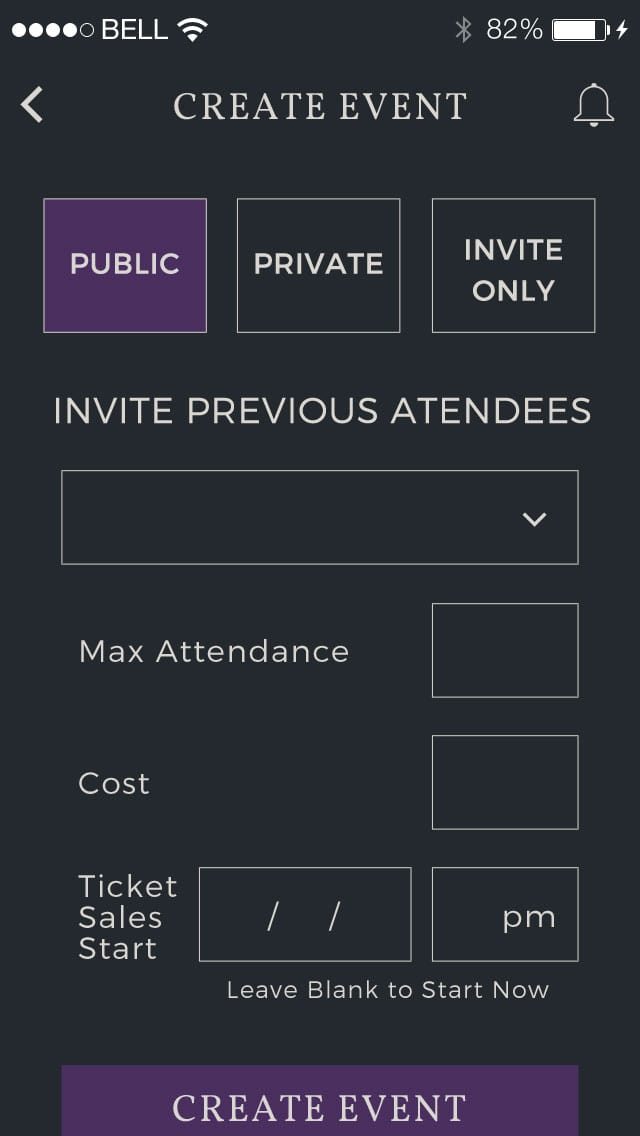 BELL 82%
CREATE EVENT
PUBLIC PRIVATE INVITE ONLY
INVITE PREVIOUS ATENDEES
Max Attendance
Cost
Ticket
Sales
Start
/ / pm
Leave Blank to Start Now
CREATE EVENT